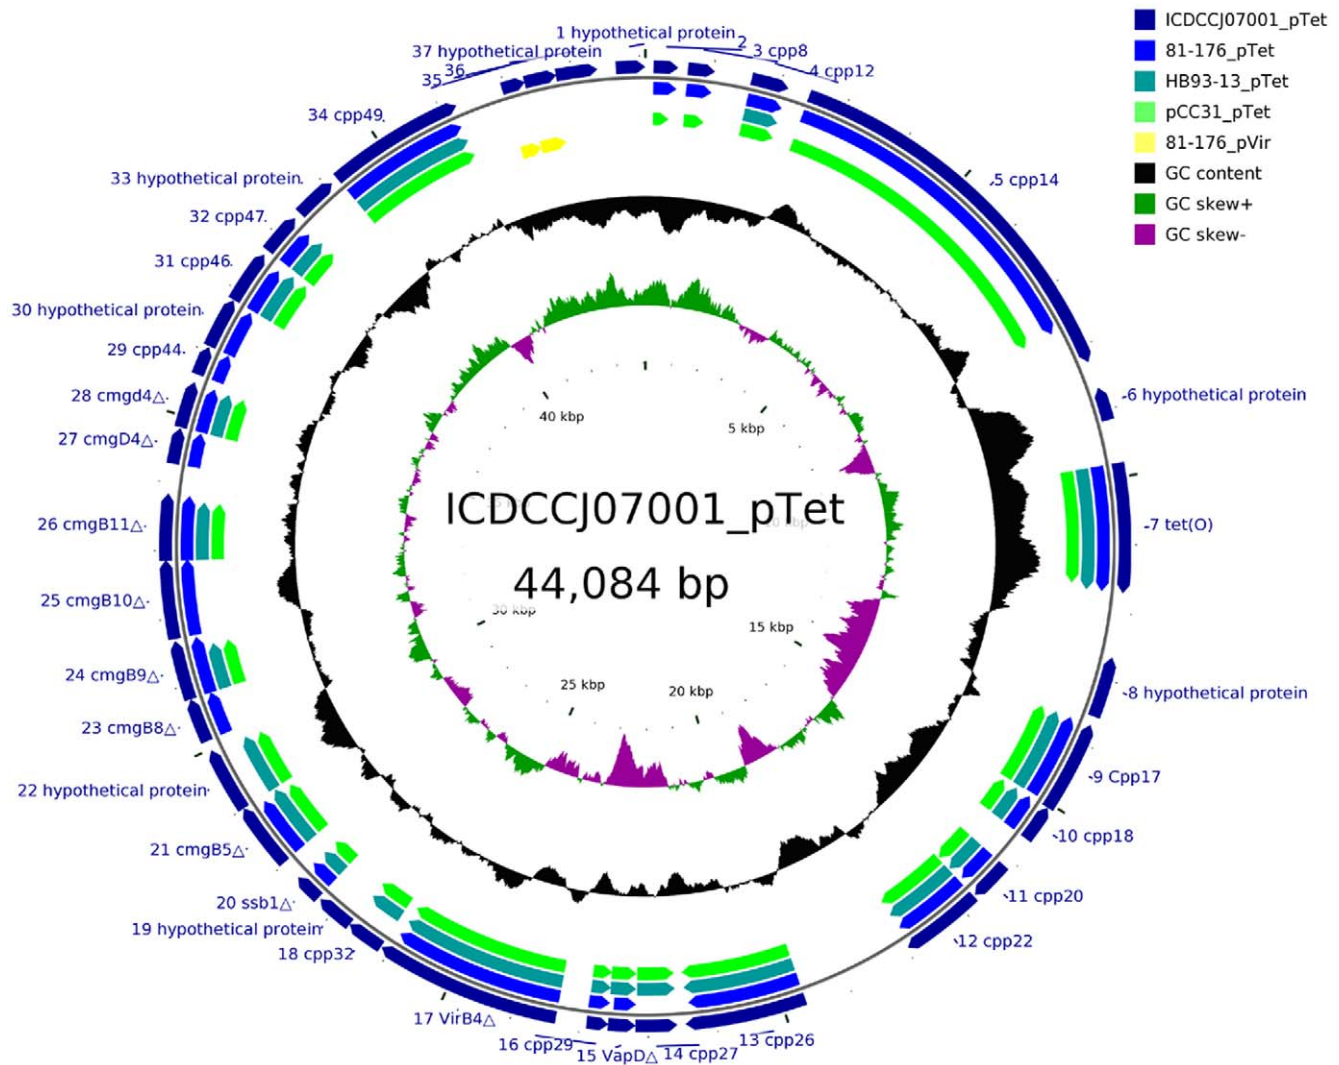 1 hypothetical protein
2
3 cpp8
4 cpp12
5 cpp14
6 hypothetical protein
7 tet(O)
8 hypothetical protein
9 Cpp17
10 cpp18
11 cpp20
12 cpp22
13 cpp26
14 cpp27
15 VapD△
16 cpp29
17 VirB4△
18 cpp32
19 hypothetical protein
20 ssb1△
21 cmgB5△
22 hypothetical protein
23 cmgB8△
24 cmgB9△
25 cmgB10△
26 cmgB11△
27 cmgD4△
28 cmgd4△
29 cpp44
30 hypothetical protein
31 cpp46
32 cpp47
33 hypothetical protein
34 cpp49
35
36
37 hypothetical protein
ICDCCJ07001_pTet
81-176_pTet
HB93-13_pTet
pCC31_pTet
81-176_pVir
GC content
GC skew+
GC skew-
40 kbp
5 kbp
ICDCCJ07001_pTet
44,084 bp
30 kbp
15 kbp
25 kbp
20 kbp